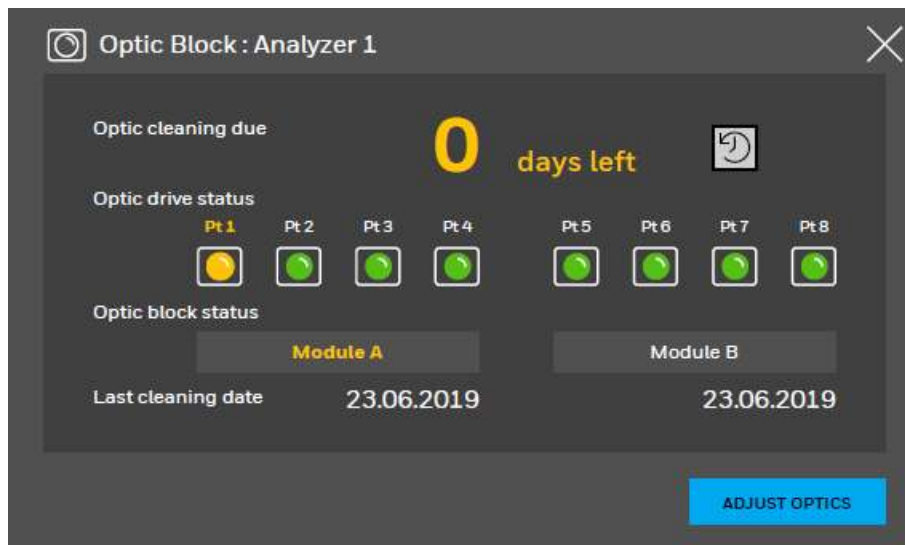 Optic Block : Analyzer 1
Optic cleaning due 0 days left
Optic drive status
Pt 1 Pt 2 Pt 3 Pt 4 Pt 5 Pt 6 Pt 7 Pt 8
Optic block status
Module A Module B
Last cleaning date 23.06.2019 23.06.2019
ADJUST OPTICS